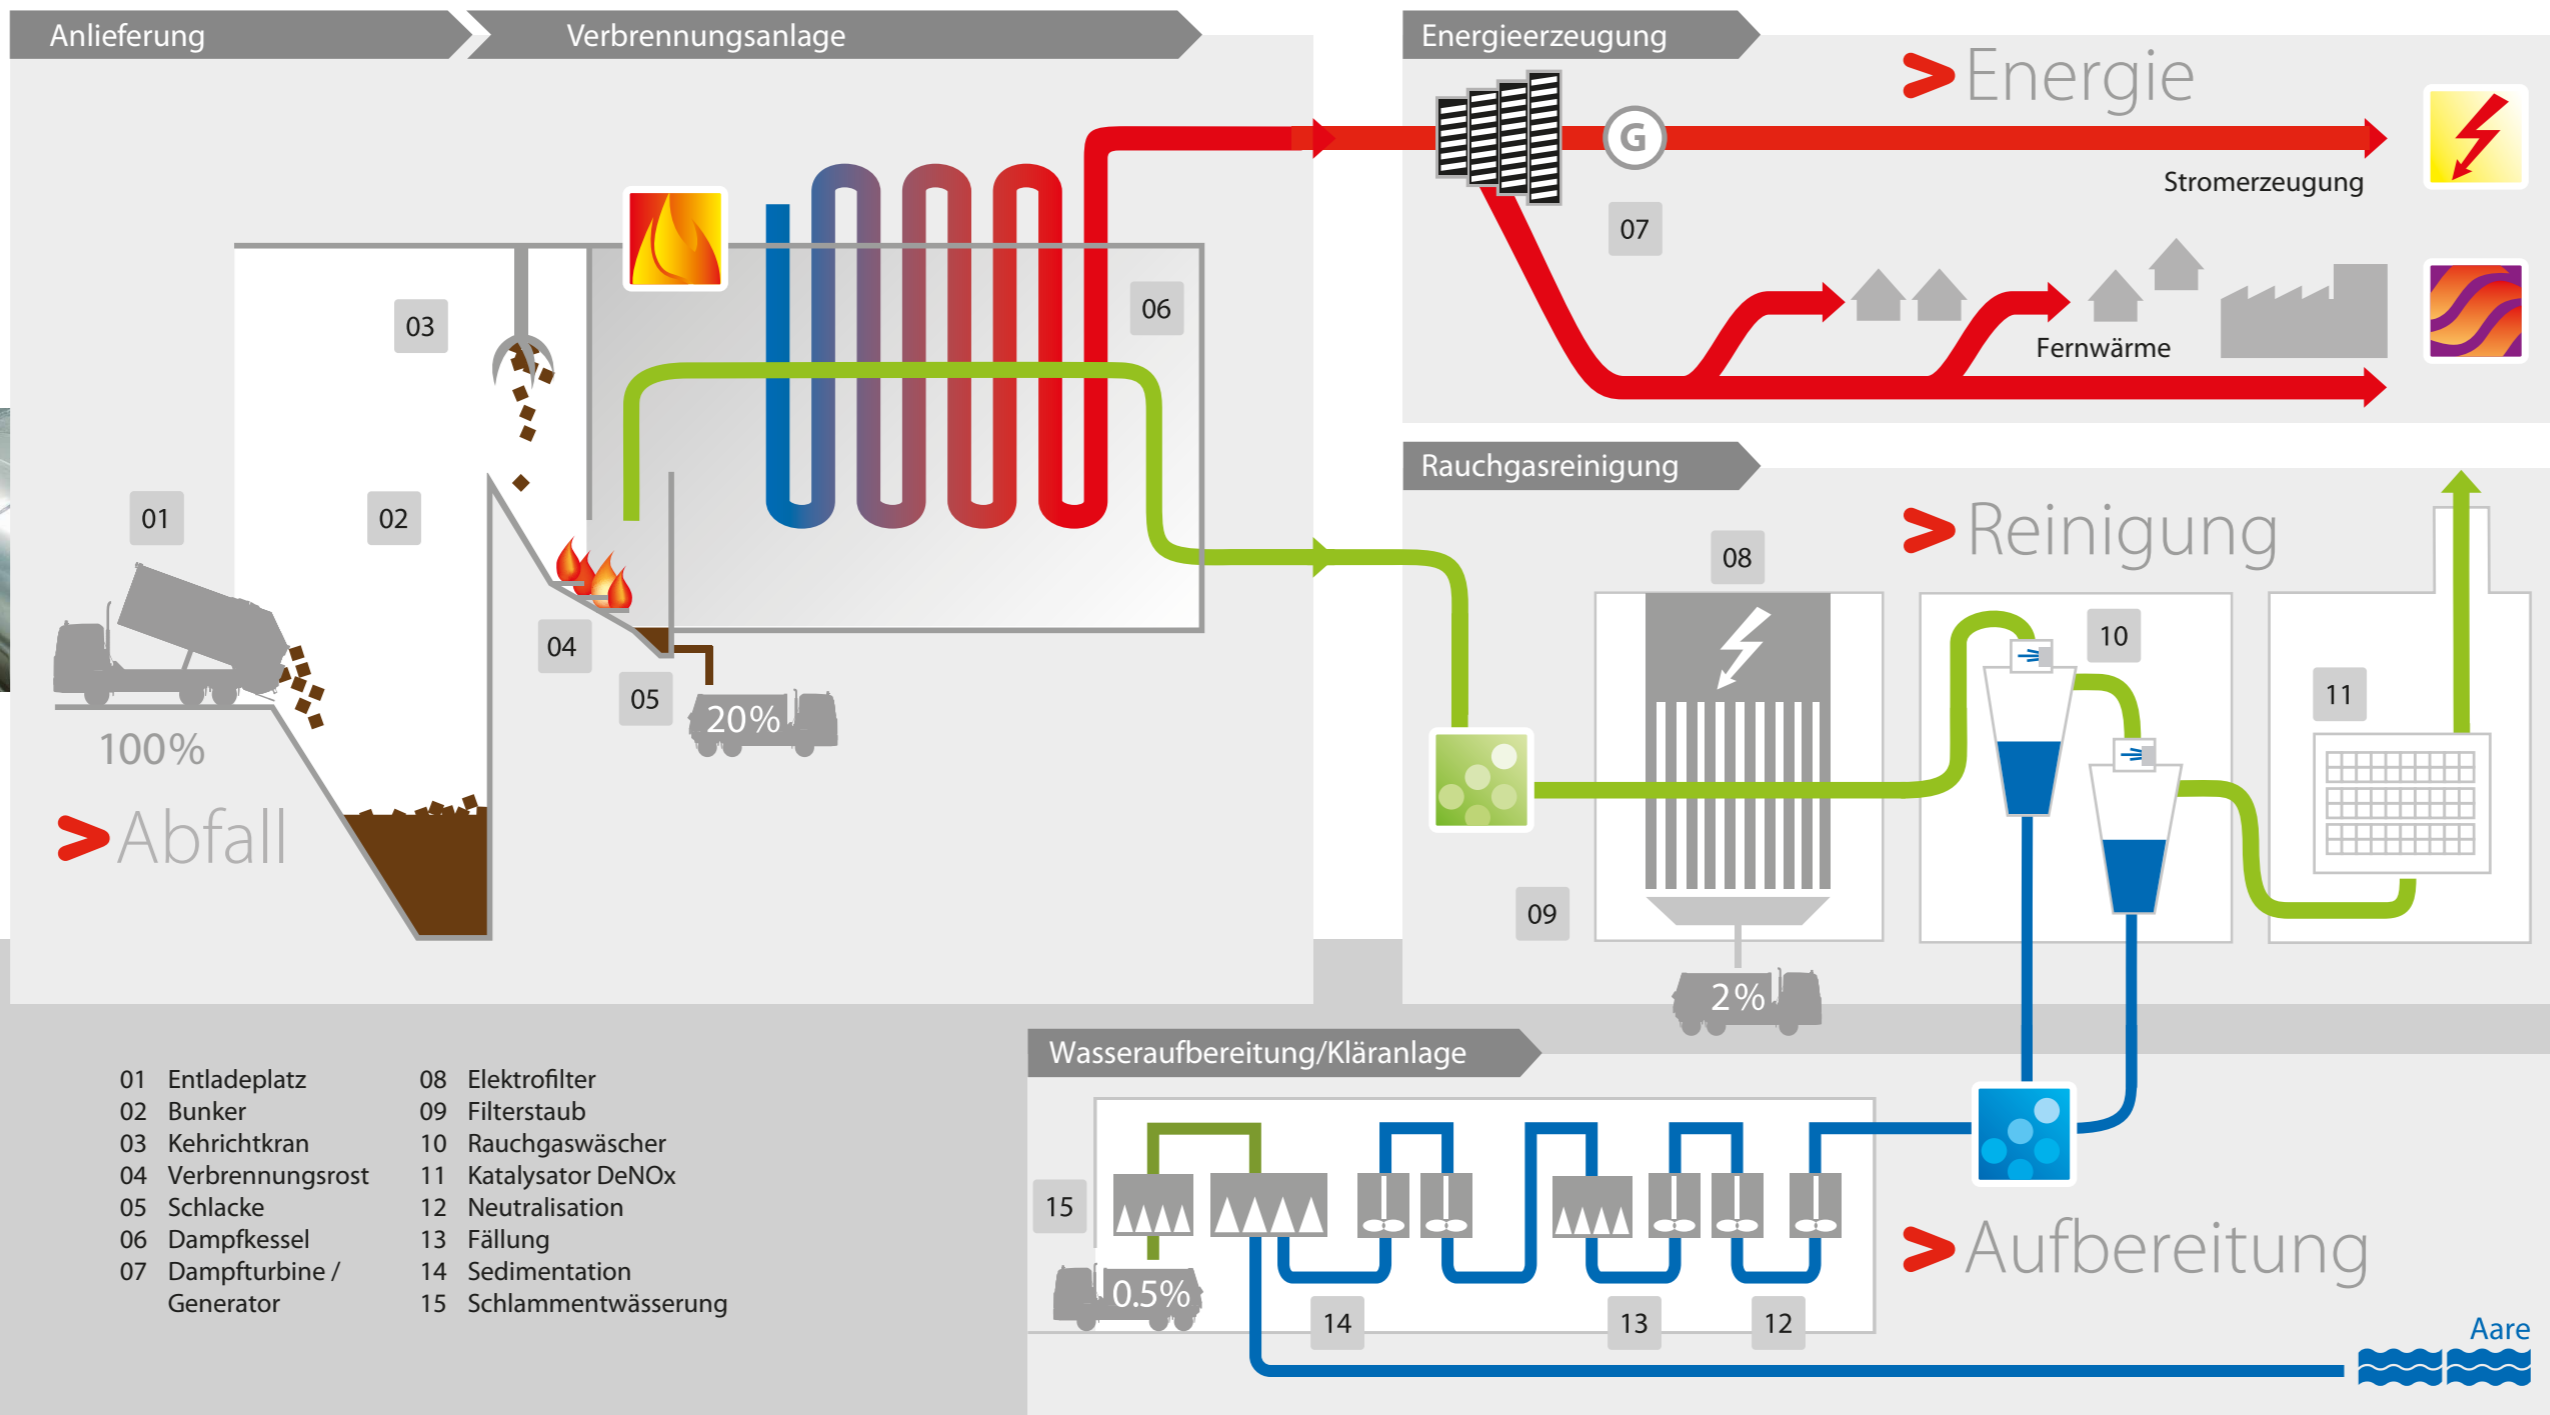 Anlieferung
Verbrennungsanlage
03
06
01
02
04
05
20%
100%
> Abfall
Energieerzeugung
> Energie
G
Stromerzeugung
07
Fernwärme
Rauchgasreinigung
> Reinigung
08
10
11
09
2%
Wasseraufbereitung/Kläranlage
15
0.5%
14
13
12
> Aufbereitung
Aare
01 Entladeplatz
02 Bunker
03 Kehrichtkran
04 Verbrennungsrost
05 Schlacke
06 Dampfkessel
07 Dampfturbine /
Generator
08 Elektrofilter
09 Filterstaub
10 Rauchgaswäscher
11 Katalysator DeNOx
12 Neutralisation
13 Fällung
14 Sedimentation
15 Schlammentwässerung